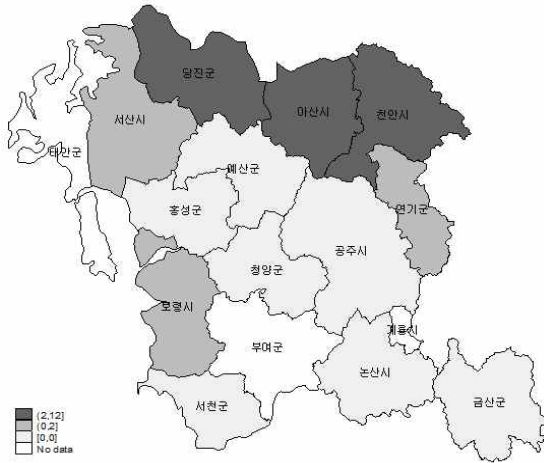 당진군
아산시
천안시
서산시
태안군
예산군
홍성군
연기군
공주시
청양군
보령시
계룡시
부여군
논산시
서천군
금산군
(2,12]
(0,2]
[0,0]
No data